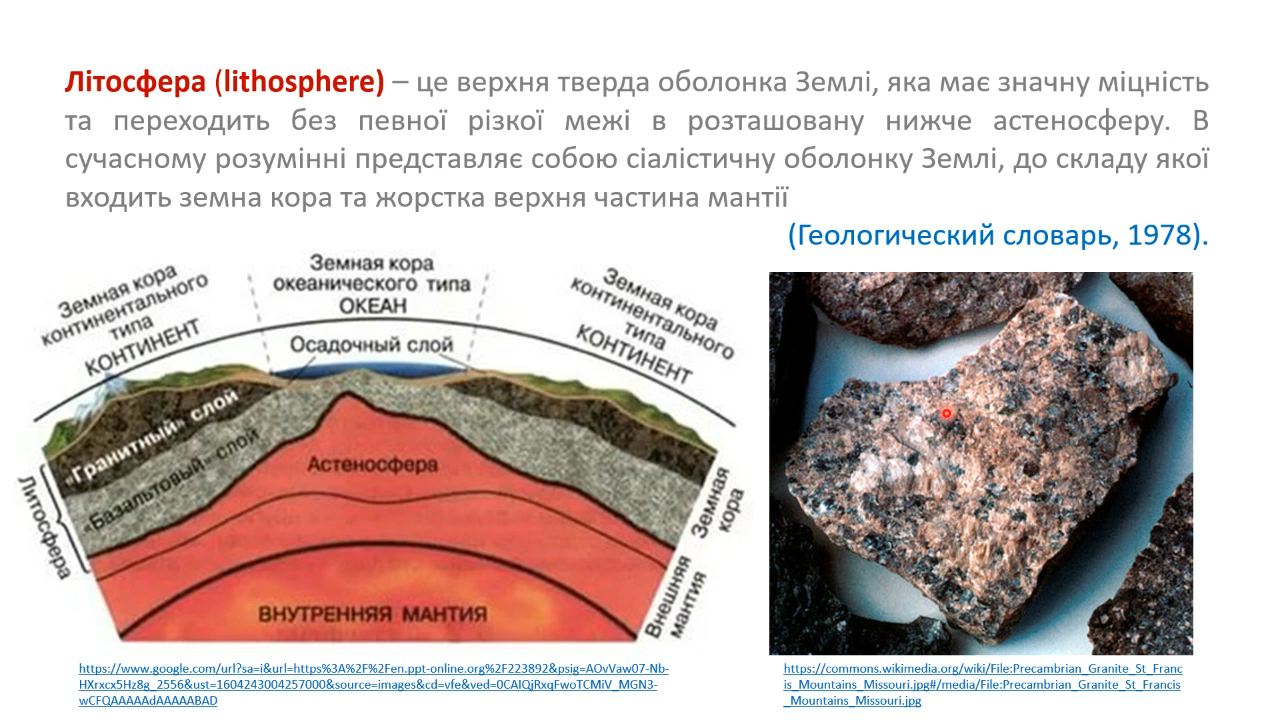 Літосфера (lithosphere) – це верхня тверда оболонка Землі, яка має значну міцність
та переходить без певної різкої межі в розташовану нижче астеносферу. В
сучасному розумінні представляє собою сіалістичну оболонку Землі, до складу якої
входить земна кора та жорстка верхня частина мантії
(Геологический словарь, 1978).
Земная кора
континентального
типа
КОНТИНЕНТ
Земная кора
океанического типа
ОКЕАН
Земная кора
континентального
типа
КОНТИНЕНТ
Осадочный слой
"Гранитный" слой
"Базальтовый" слой
Астеносфера
Литосфера
Земная
кора
Внешняя
мантия
ВНУТРЕННЯЯ МАНТИЯ
https://www.google.com/url?sa=i&url=https%3A%2F%2Fen.ppt-online.org%2F223892&psig=AOvVaw07-Nb-
HXrxcx5Hz8g_2556&ust=1604243004257000&source=images&cd=vfe&ved=0CAIQjRxqFwoTCMiV_MGN3-
wCFQAAAAAdAAAAABAD
https://commons.wikimedia.org/wiki/File:Precambrian_Granite_St_Franc
is_Mountains_Missouri.jpg#/media/File:Precambrian_Granite_St_Francis
_Mountains_Missouri.jpg